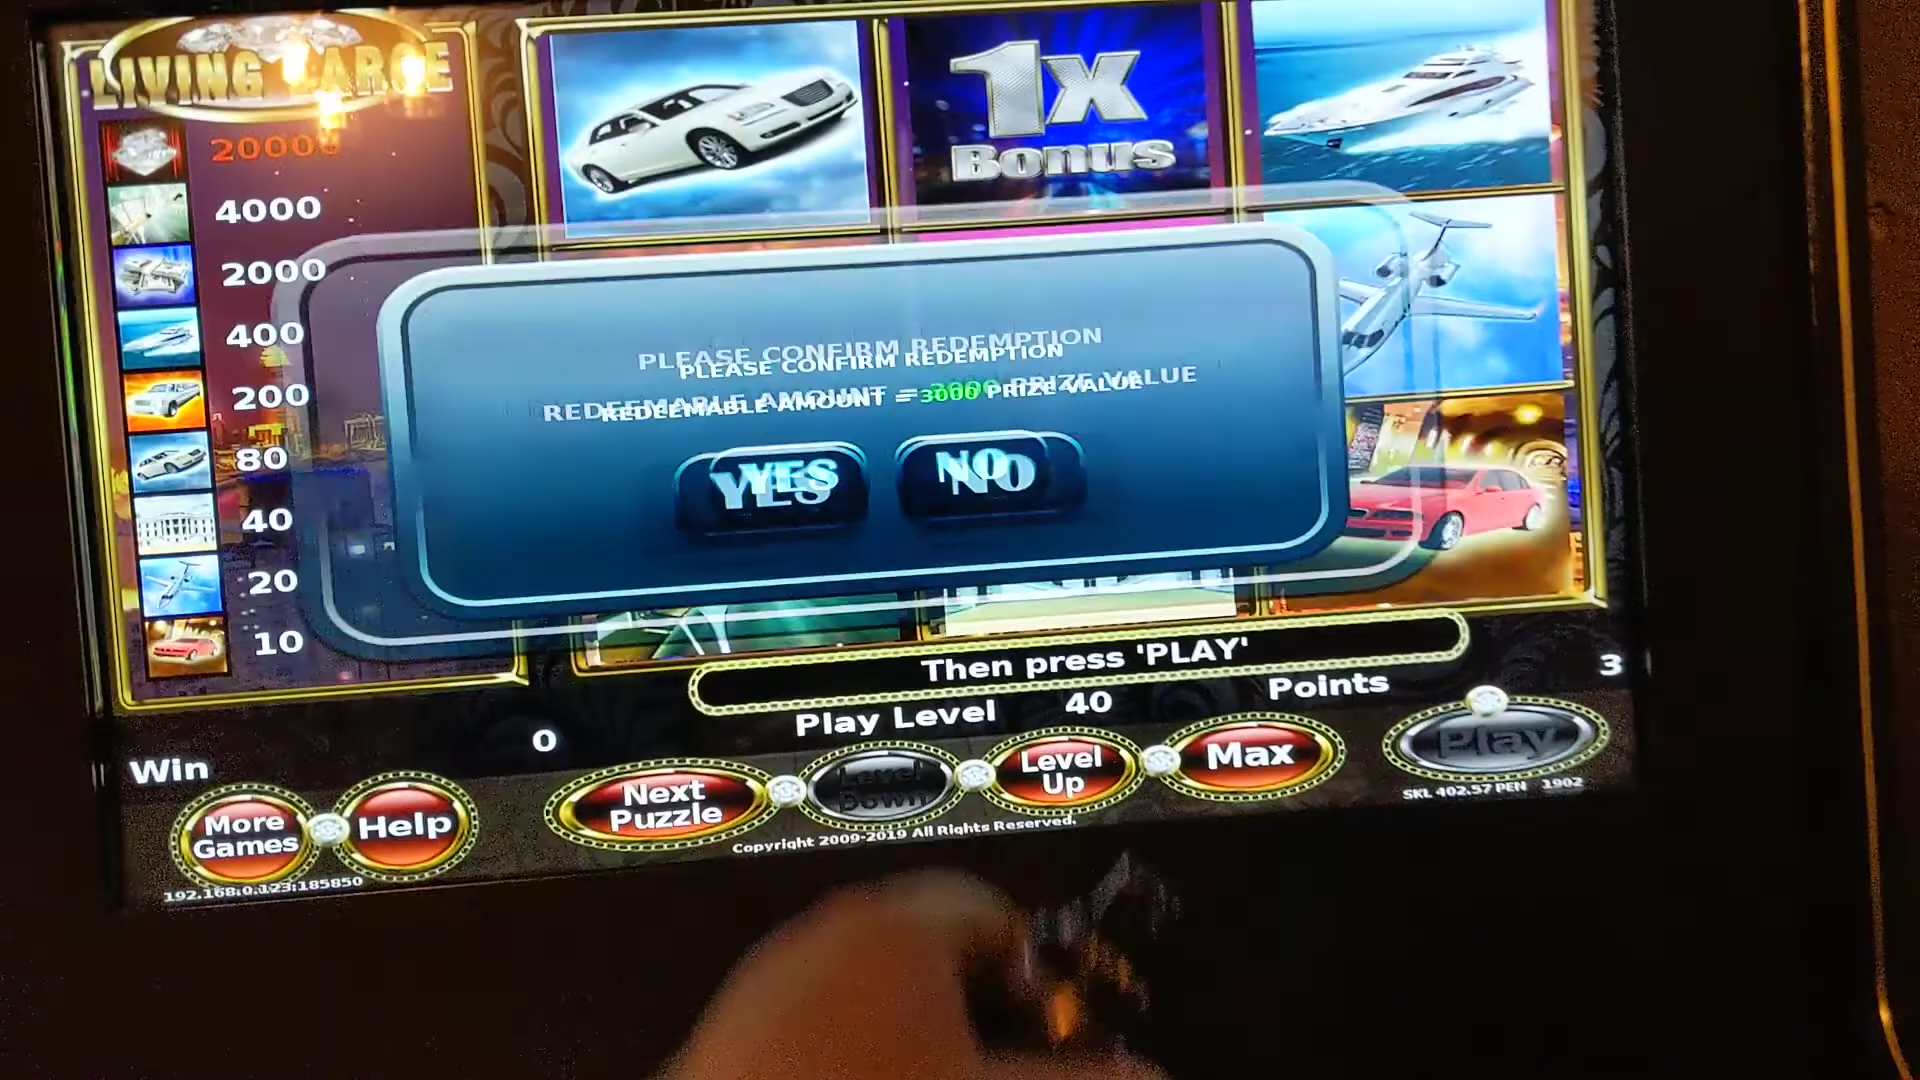 LIVING LARGE
20000
4000
2000
400
200
80
40
20
10
1x
Bonus
PLEASE CONFIRM REDEMPTION
REDEEMABLE AMOUNT = 3000 PRIZE VALUE
YES
NO
Then press 'PLAY'
Win
0
Play Level
40
Points
3
More
Games
Help
Next
Puzzle
Level
Down
Level
Up
Max
Play
SKL 402.57 PEN 1902
Copyright 2009-2019 All Rights Reserved.
192.168.0.123:185850